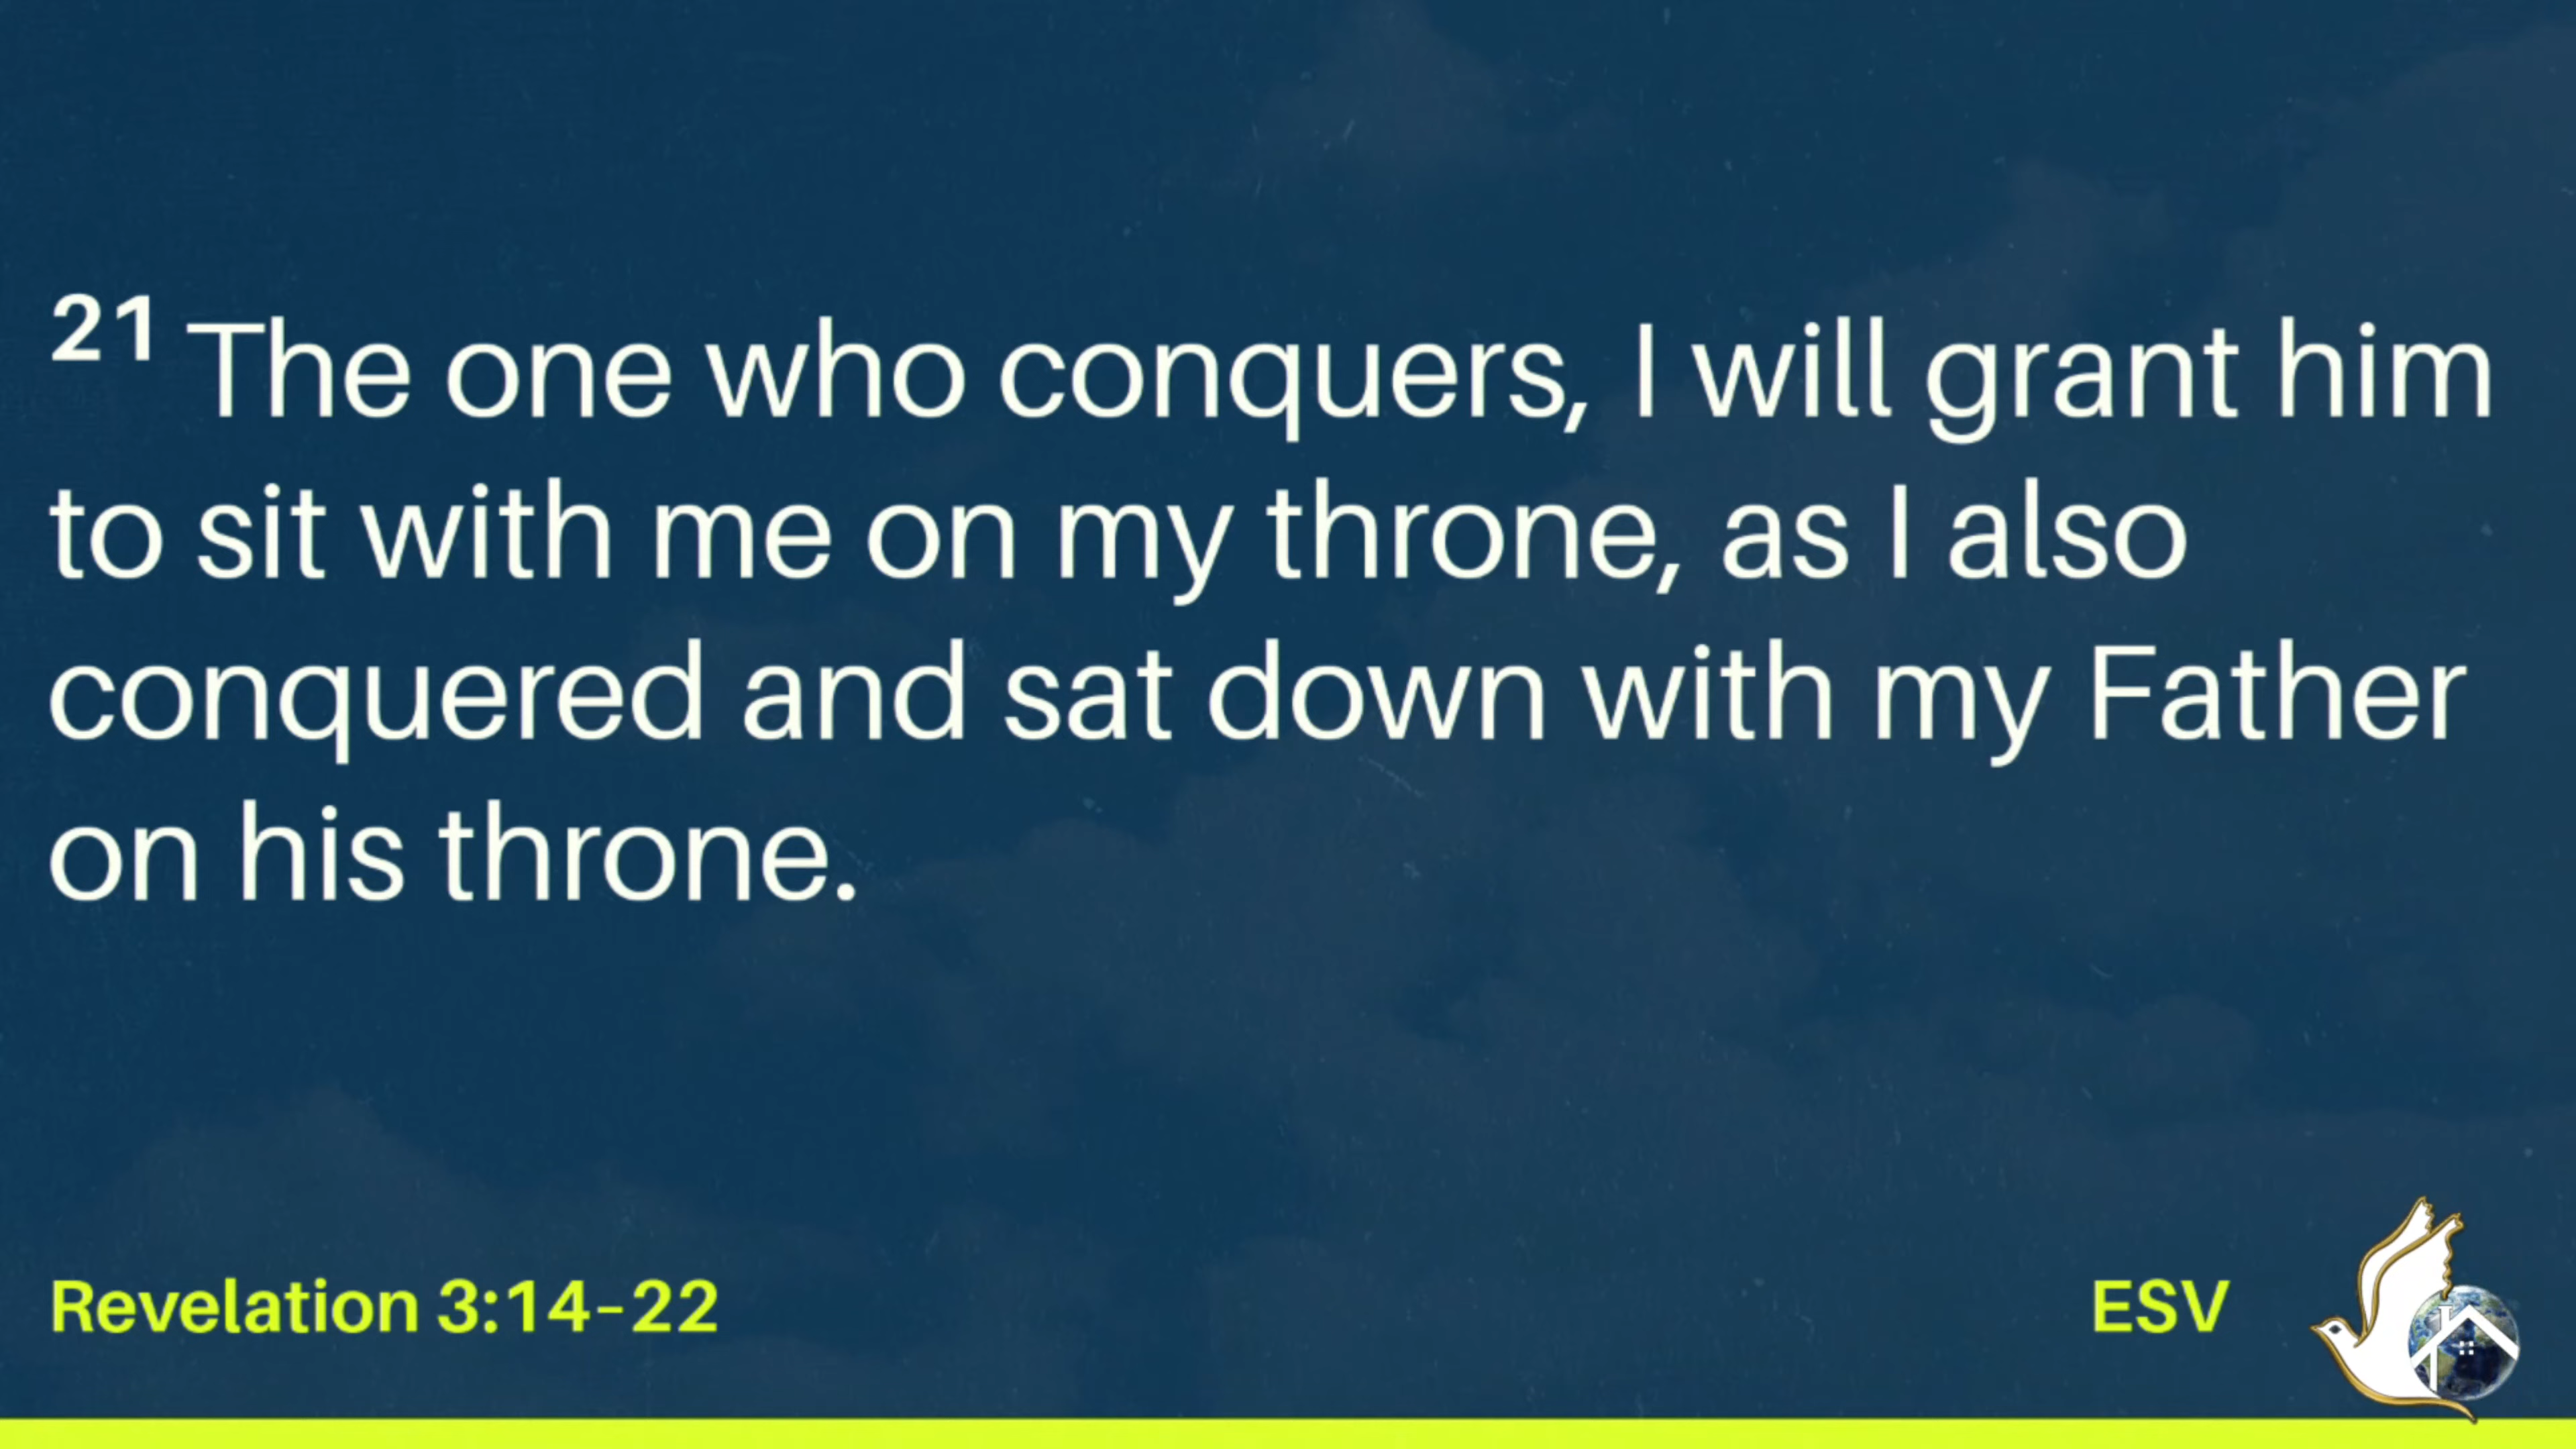 21 The one who conquers, I will grant him
to sit with me on my throne, as I also
conquered and sat down with my Father
on his throne.
Revelation 3:14–22
ESV